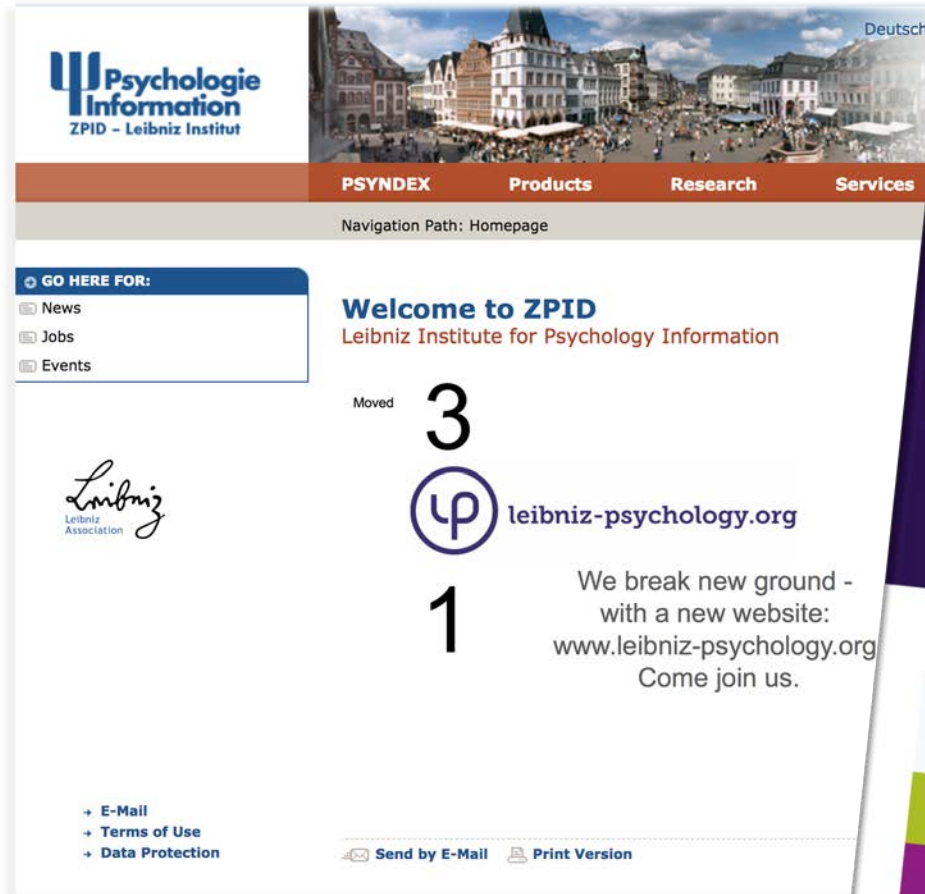 Deutsch
Psychologie
Information
ZPID – Leibniz Institut
PSYNDEX Products Research Services
Navigation Path: Homepage
GO HERE FOR:
News
Jobs
Events
Welcome to ZPID
Leibniz Institute for Psychology Information
Moved 3
leibniz-psychology.org
1
We break new ground -
with a new website:
www.leibniz-psychology.org
Come join us.
Leibniz
Leibniz
Association
E-Mail
Terms of Use
Data Protection
Send by E-Mail Print Version